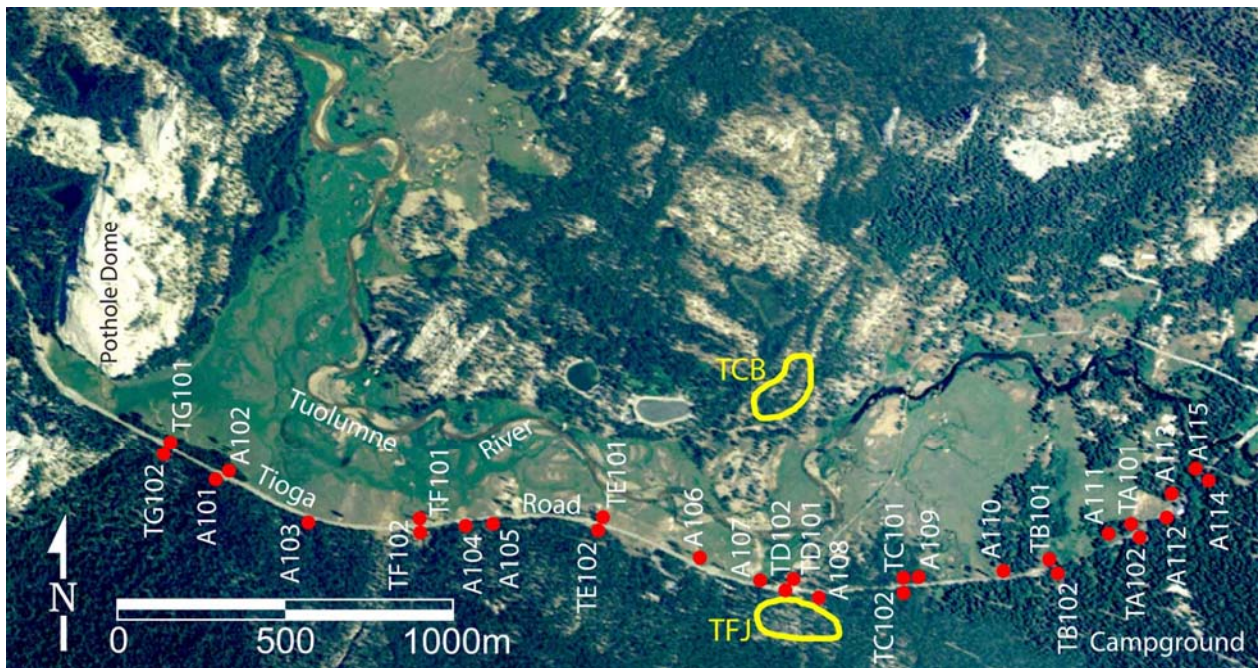 Pothole Dome
TG101
TG102
A102
A101
Tioga
Tuolumne
River
Road
A103
TF101
TF102
A104
A105
TE101
TE102
A106
A107
TCB
TD102
TD101
A108
TFJ
TC101
TC102
A109
A110
TB101
TB102
A111
TA101
TA102
A113
A112
A115
A114
Campground
N
0 500 1000m